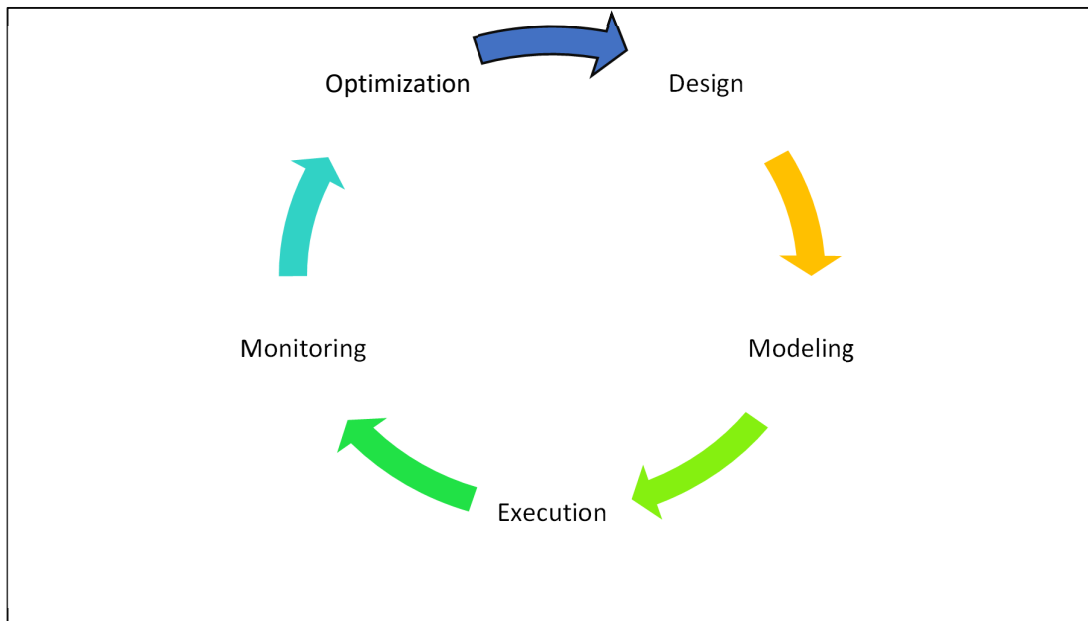 Optimization
Design
Monitoring
Modeling
Execution